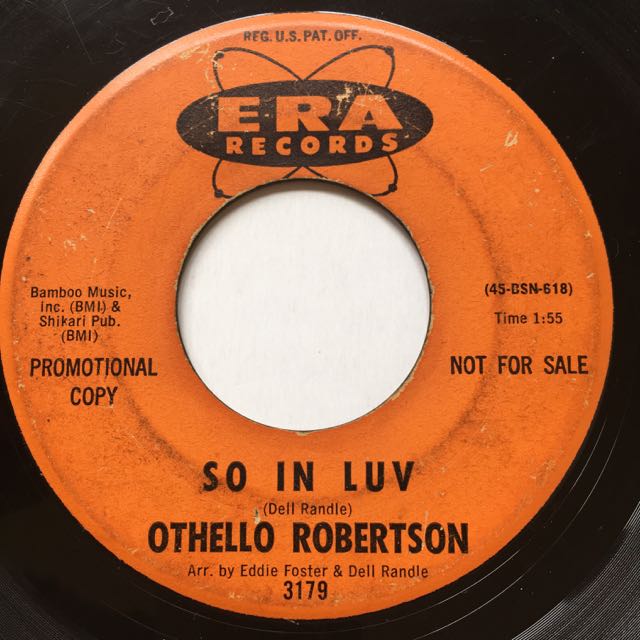 REG. U.S. PAT. OFF.
ERA
RECORDS
Bamboo Music,
Inc. (BMI) &
Shikari Pub.
(BMI)
PROMOTIONAL
COPY
(45-BSN-618)
Time 1:55
NOT FOR SALE
SO IN LUV
(Dell Randle)
OTHELLO ROBERTSON
Arr. by Eddie Foster & Dell Randle
3179